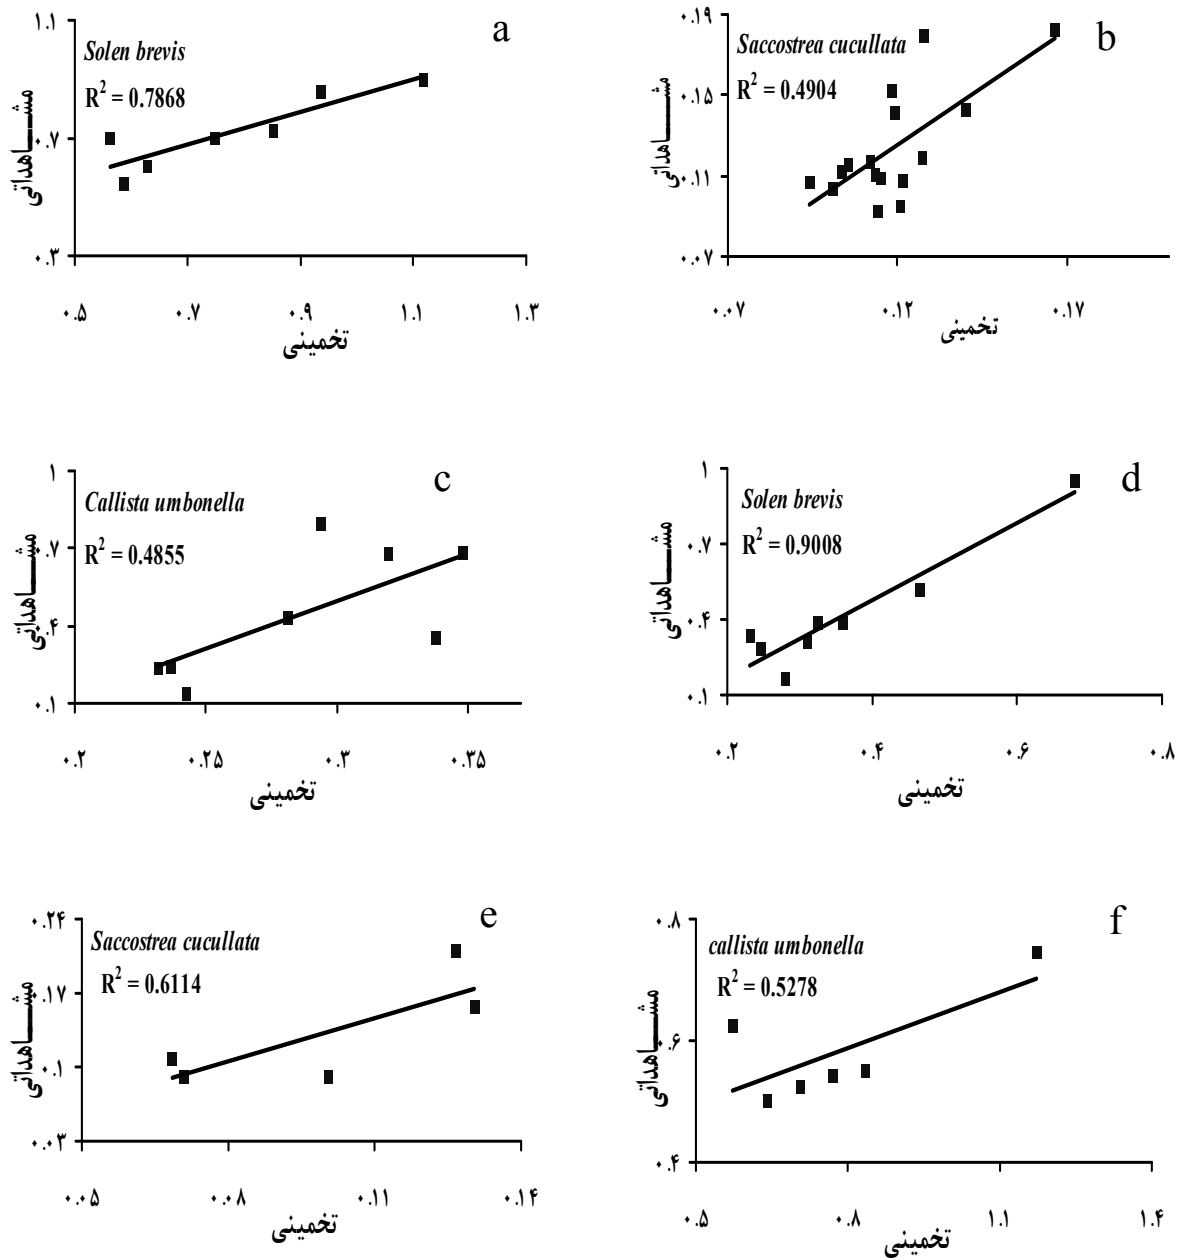 a
Solen brevis
R² = 0.7868
مشاهداتی
۱.۱
۰.۷
۰.۳
۰.۵ ۰.۷ ۰.۹ ۱.۱ ۱.۳
تخمینی
b
Saccostrea cucullata
R² = 0.4904
مشاهداتی
۰.۱۹
۰.۱۵
۰.۱۱
۰.۰۷
۰.۰۷ ۰.۱۲ ۰.۱۷
تخمینی
c
Callista umbonella
R² = 0.4855
مشاهداتی
۱
۰.۷
۰.۴
۰.۱
۰.۲ ۰.۲۵ ۰.۳ ۰.۳۵
تخمینی
d
Solen brevis
R² = 0.9008
مشاهداتی
۱
۰.۷
۰.۴
۰.۱
۰.۲ ۰.۴ ۰.۶ ۰.۸
تخمینی
e
Saccostrea cucullata
R² = 0.6114
مشاهداتی
۰.۲۴
۰.۱۷
۰.۱
۰.۰۳
۰.۰۵ ۰.۰۸ ۰.۱۱ ۰.۱۴
تخمینی
f
callista umbonella
R² = 0.5278
مشاهداتی
۰.۸
۰.۶
۰.۴
۰.۵ ۰.۸ ۱.۱ ۱.۴
تخمینی